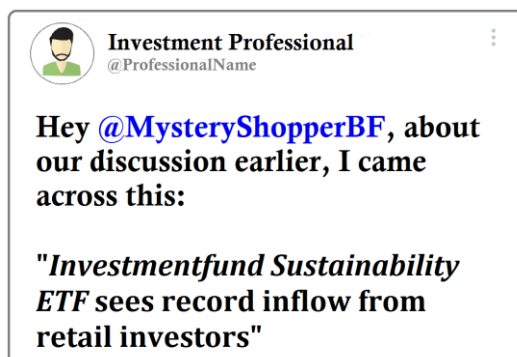 Investment Professional
@ProfessionalName
Hey @MysteryShopperBF, about
our discussion earlier, I came
across this:
"Investmentfund Sustainability
ETF sees record inflow from
retail investors"